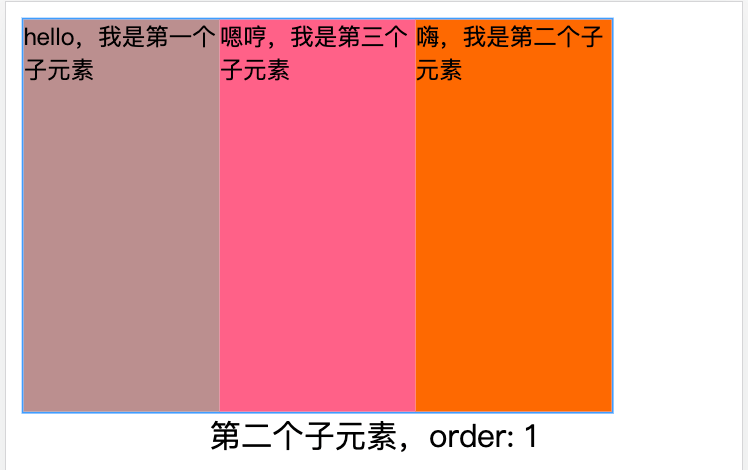 hello，我是第一个
子元素
嗯哼，我是第三个
子元素
嗨，我是第二个子
元素
第二个子元素，order: 1